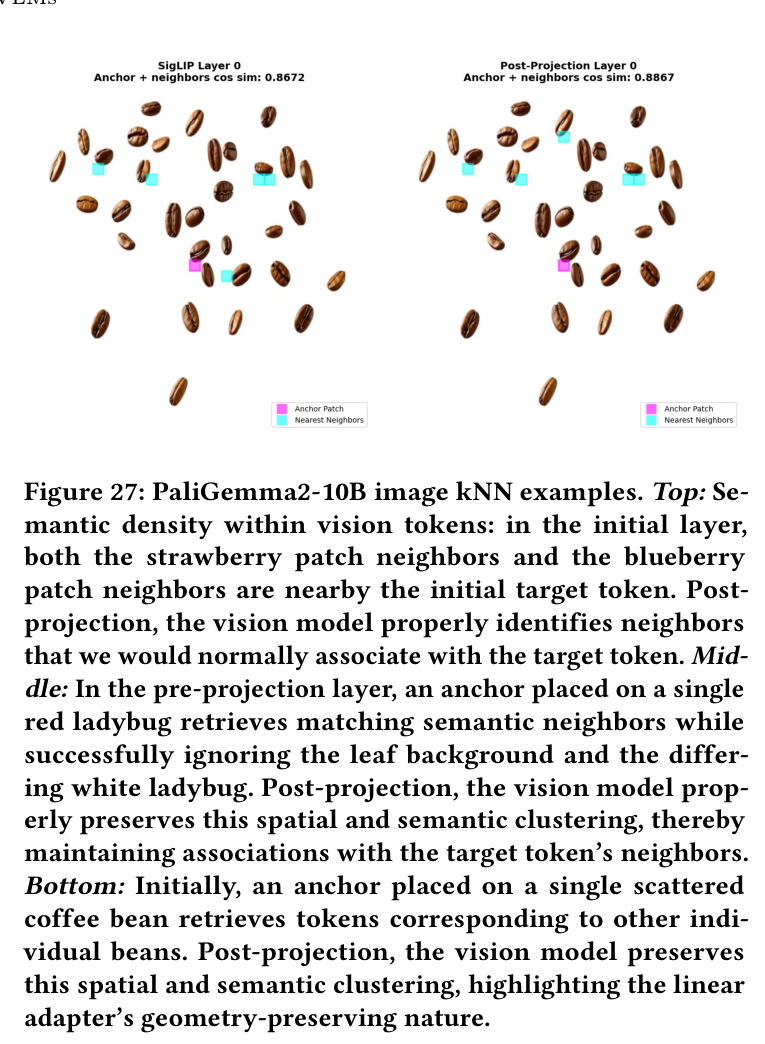 SigLIP Layer 0
Anchor + neighbors cos sim: 0.8672
Anchor Patch
Nearest Neighbors
Post-Projection Layer 0
Anchor + neighbors cos sim: 0.8867
Anchor Patch
Nearest Neighbors
Figure 27: PaliGemma2-10B image kNN examples. Top: Se-
mantic density within vision tokens: in the initial layer,
both the strawberry patch neighbors and the blueberry
patch neighbors are nearby the initial target token. Post-
projection, the vision model properly identifies neighbors
that we would normally associate with the target token. Mid-
dle: In the pre-projection layer, an anchor placed on a single
red ladybug retrieves matching semantic neighbors while
successfully ignoring the leaf background and the differ-
ing white ladybug. Post-projection, the vision model prop-
erly preserves this spatial and semantic clustering, thereby
maintaining associations with the target token's neighbors.
Bottom: Initially, an anchor placed on a single scattered
coffee bean retrieves tokens corresponding to other indi-
vidual beans. Post-projection, the vision model preserves
this spatial and semantic clustering, highlighting the linear
adapter's geometry-preserving nature.